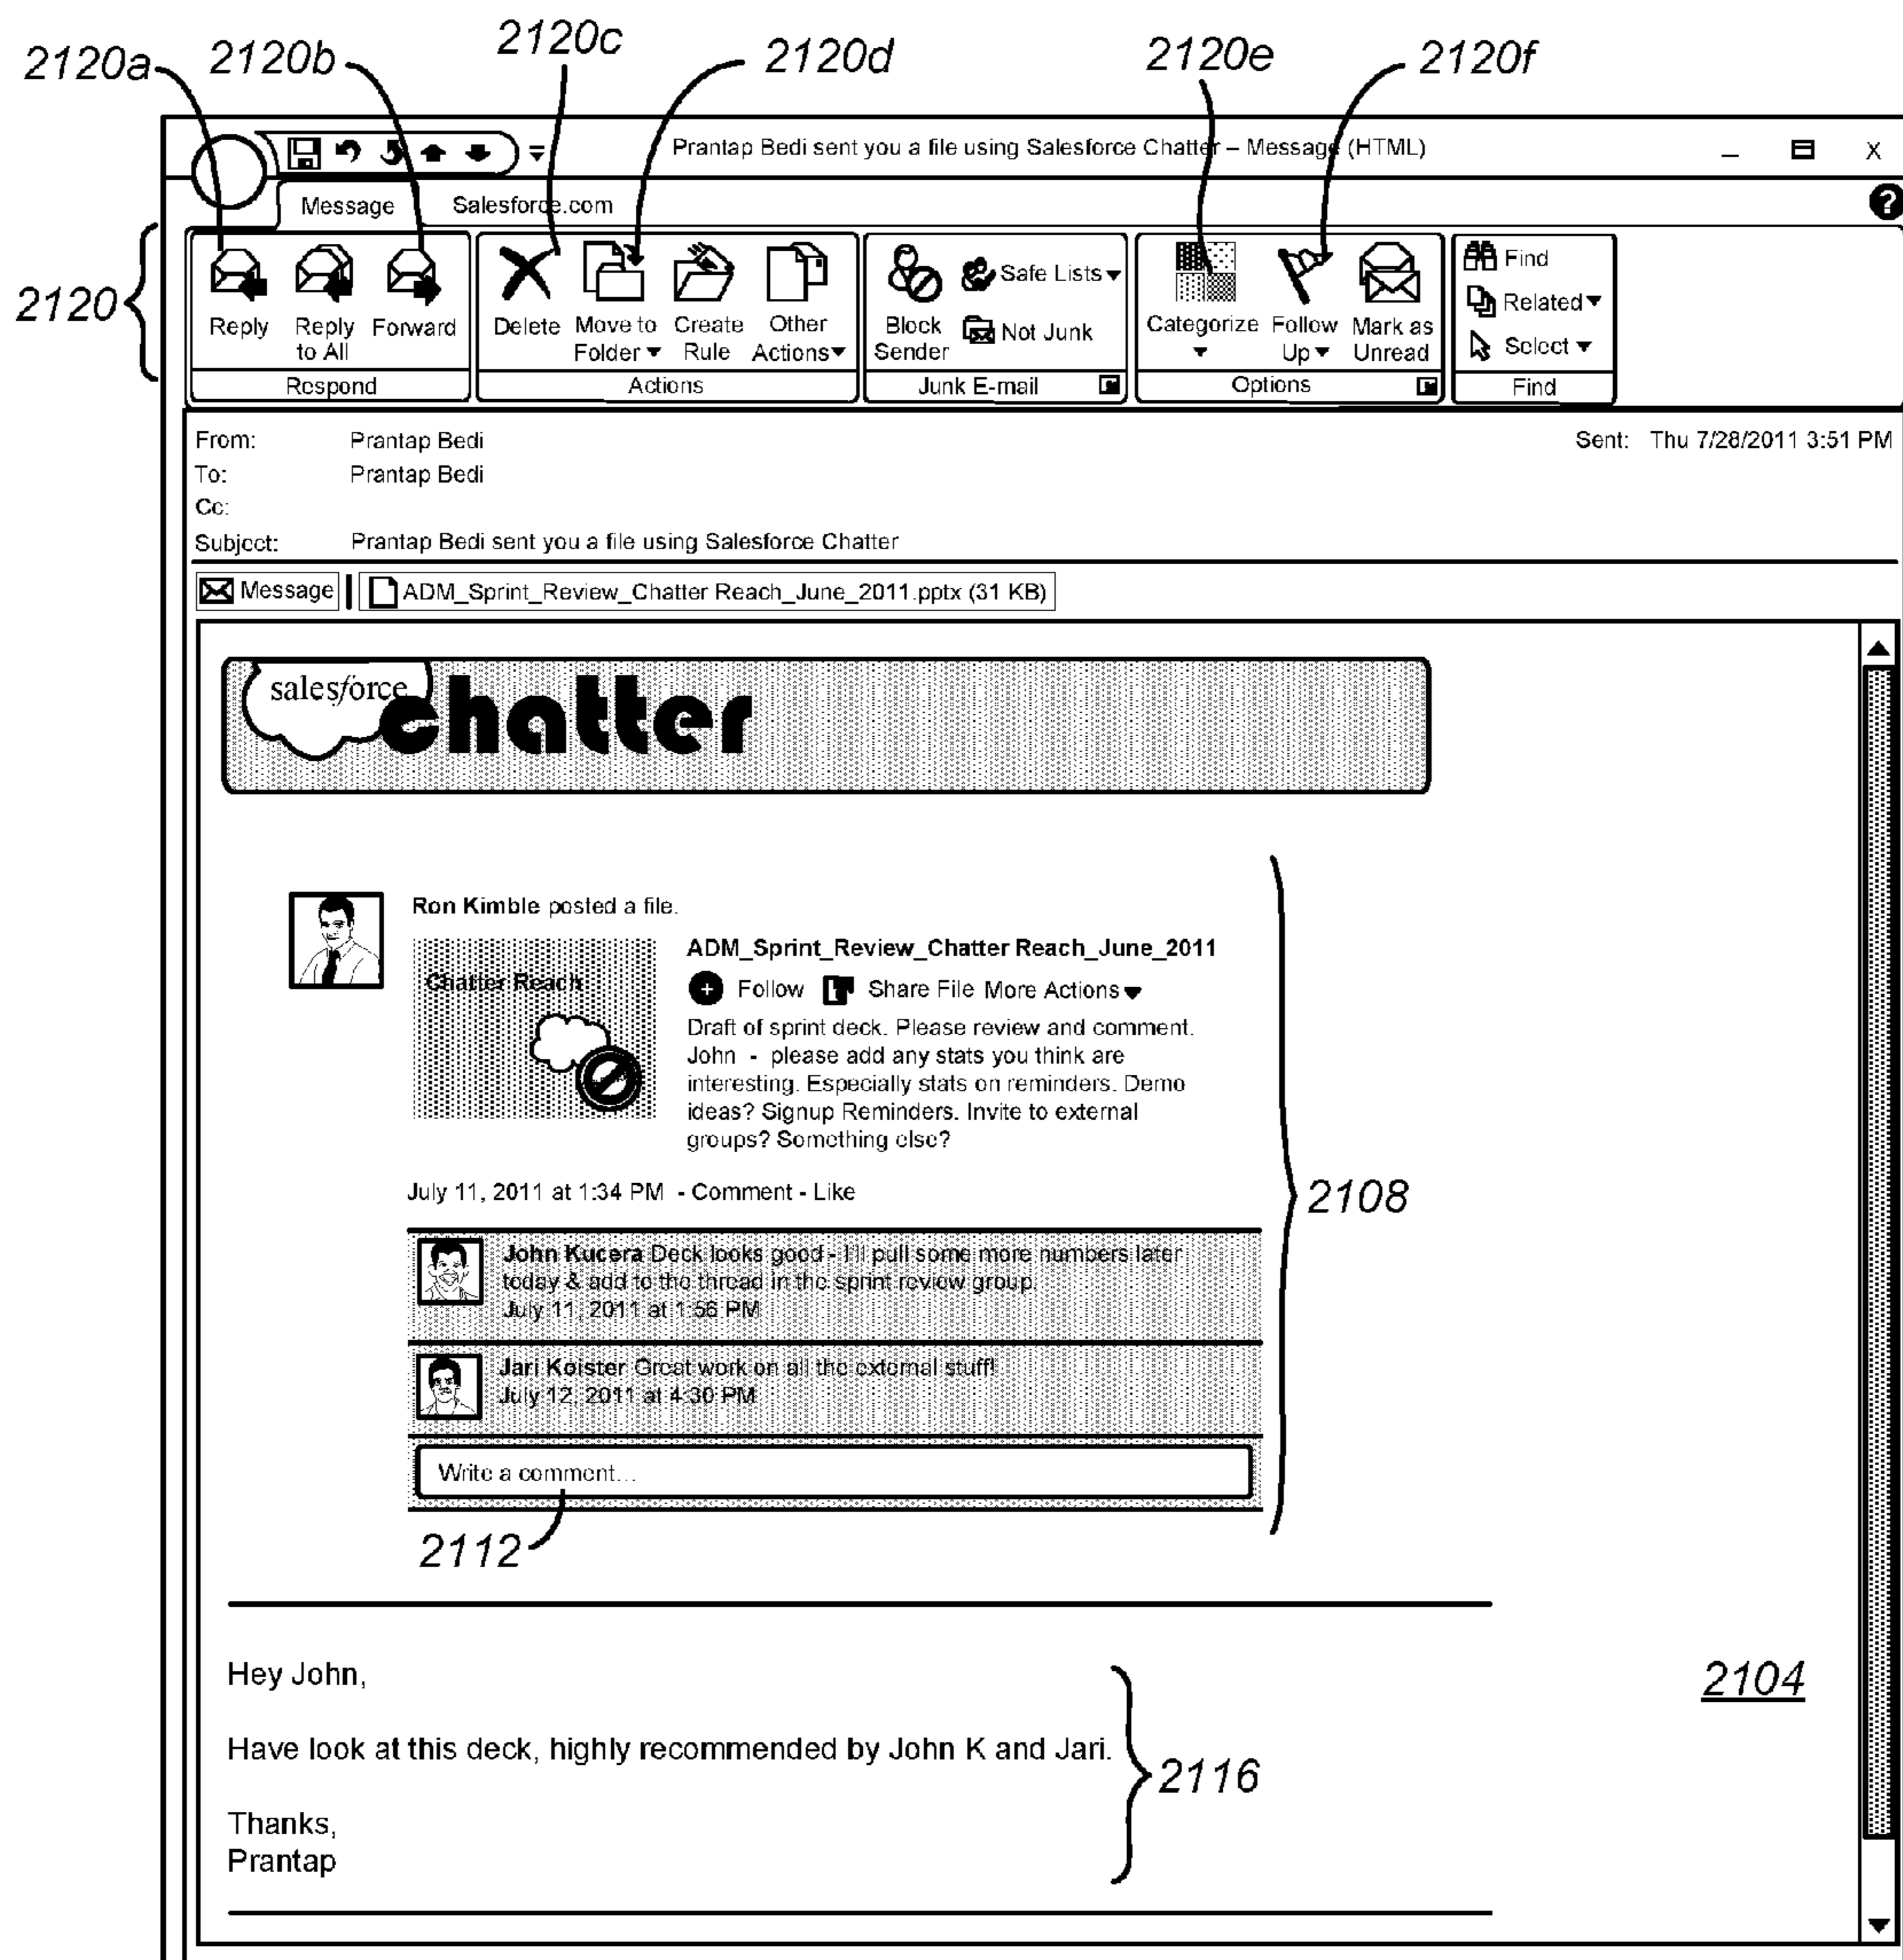 2120a 2120b 2120c 2120d 2120e 2120f
Prantap Bedi sent you a file using Salesforce Chatter – Message (HTML)
X
Message Salesforce.com
?
2120
Reply
Reply to All
Forward
Respond
Delete
Move to Folder
Create Rule
Other Actions
Actions
Block Sender
Safe Lists
Not Junk
Junk E-mail
Categorize
Follow Up
Mark as Unread
Options
Find
Related
Select
Find
From: Prantap Bedi Sent: Thu 7/28/2011 3:51 PM
To: Prantap Bedi
Cc:
Subject: Prantap Bedi sent you a file using Salesforce Chatter
Message ADM_Sprint_Review_Chatter Reach_June_2011.pptx (31 KB)
salesforce
chatter
Ron Kimble posted a file.
Chatter Reach
ADM_Sprint_Review_Chatter Reach_June_2011
Follow Share File More Actions
Draft of sprint deck. Please review and comment.
John - please add any stats you think are
interesting. Especially stats on reminders. Demo
ideas? Signup Reminders. Invite to external
groups? Something else?
July 11, 2011 at 1:34 PM - Comment - Like
2108
John Kucera Deck looks good - I'll pull some more numbers later
today & add to the thread in the sprint review group.
July 11, 2011 at 1:56 PM
Jari Koister Great work on all the external stuff!
July 12, 2011 at 4:30 PM
Write a comment...
2112
Hey John,
2104
Have look at this deck, highly recommended by John K and Jari.
2116
Thanks,
Prantap